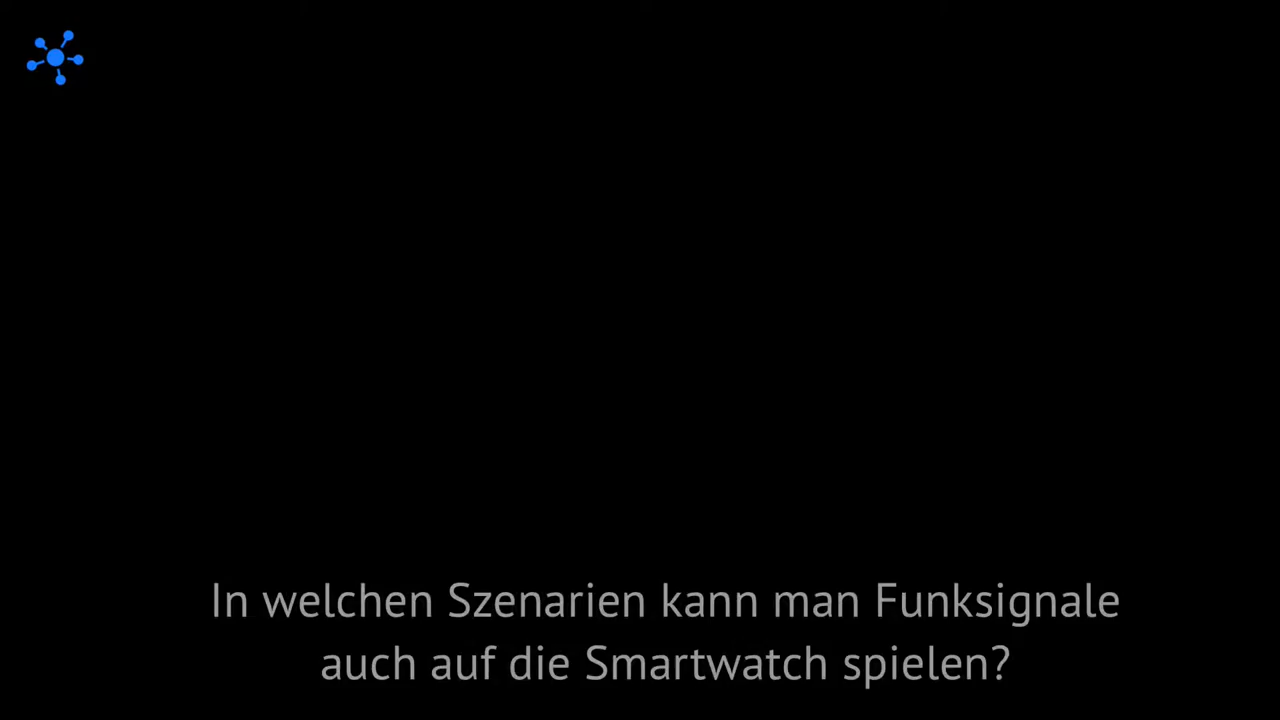 In welchen Szenarien kann man Funksignale
auch auf die Smartwatch spielen?